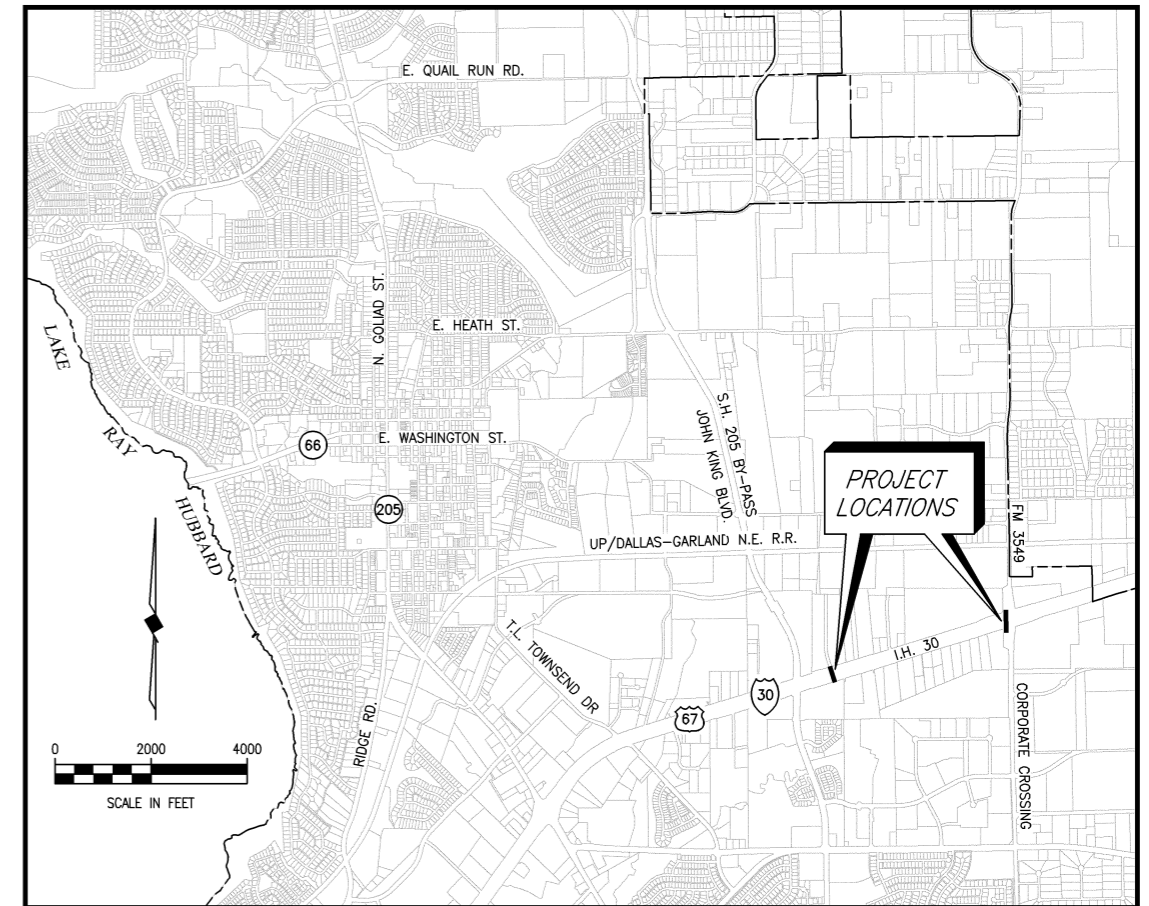 E. QUAIL RUN RD.
N. GOLIAD ST.
E. HEATH ST.
LAKE
RAY
HUBBARD
66
E. WASHINGTON ST.
205
S.H. 205 BY-PASS
JOHN KING BLVD.
PROJECT
LOCATIONS
FM 3549
UP/DALLAS-GARLAND N.E. R.R.
T.L. TOWNSEND DR
I.H. 30
30
67
RIDGE RD.
CORPORATE CROSSING
0 2000 4000
SCALE IN FEET